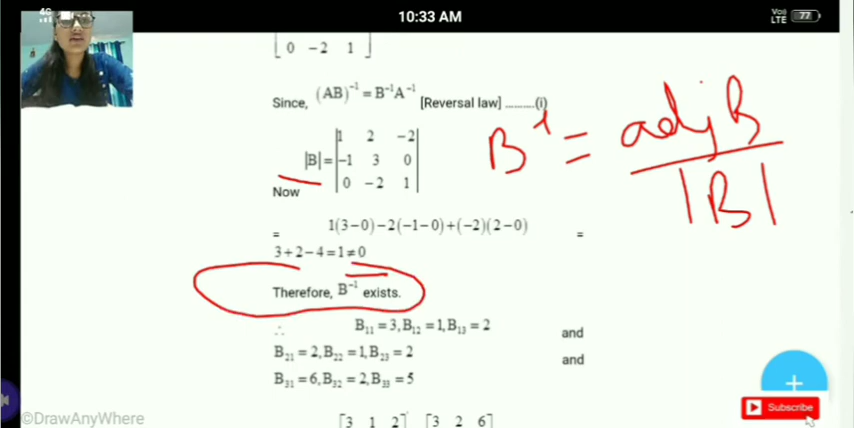 4G
10:33 AM
Vo) LTE 77
0 −2 1
Since, (AB)⁻¹ = B⁻¹A⁻¹ [Reversal law] ..........(i)
B⁻¹ = adj B / |B|
|B| = |1 2 −2|
|−1 3 0|
|0 −2 1|
Now
= 1(3−0)−2(−1−0)+(−2)(2−0) =
3+2−4=1≠0
Therefore, B⁻¹ exists.
∴ B₁₁ = 3, B₁₂ = 1, B₁₃ = 2 and
B₂₁ = 2, B₂₂ = 1, B₂₃ = 2 and
B₃₁ = 6, B₃₂ = 2, B₃₃ = 5
[3 1 2]' [3 2 6]
+
Subscribe
©DrawAnyWhere